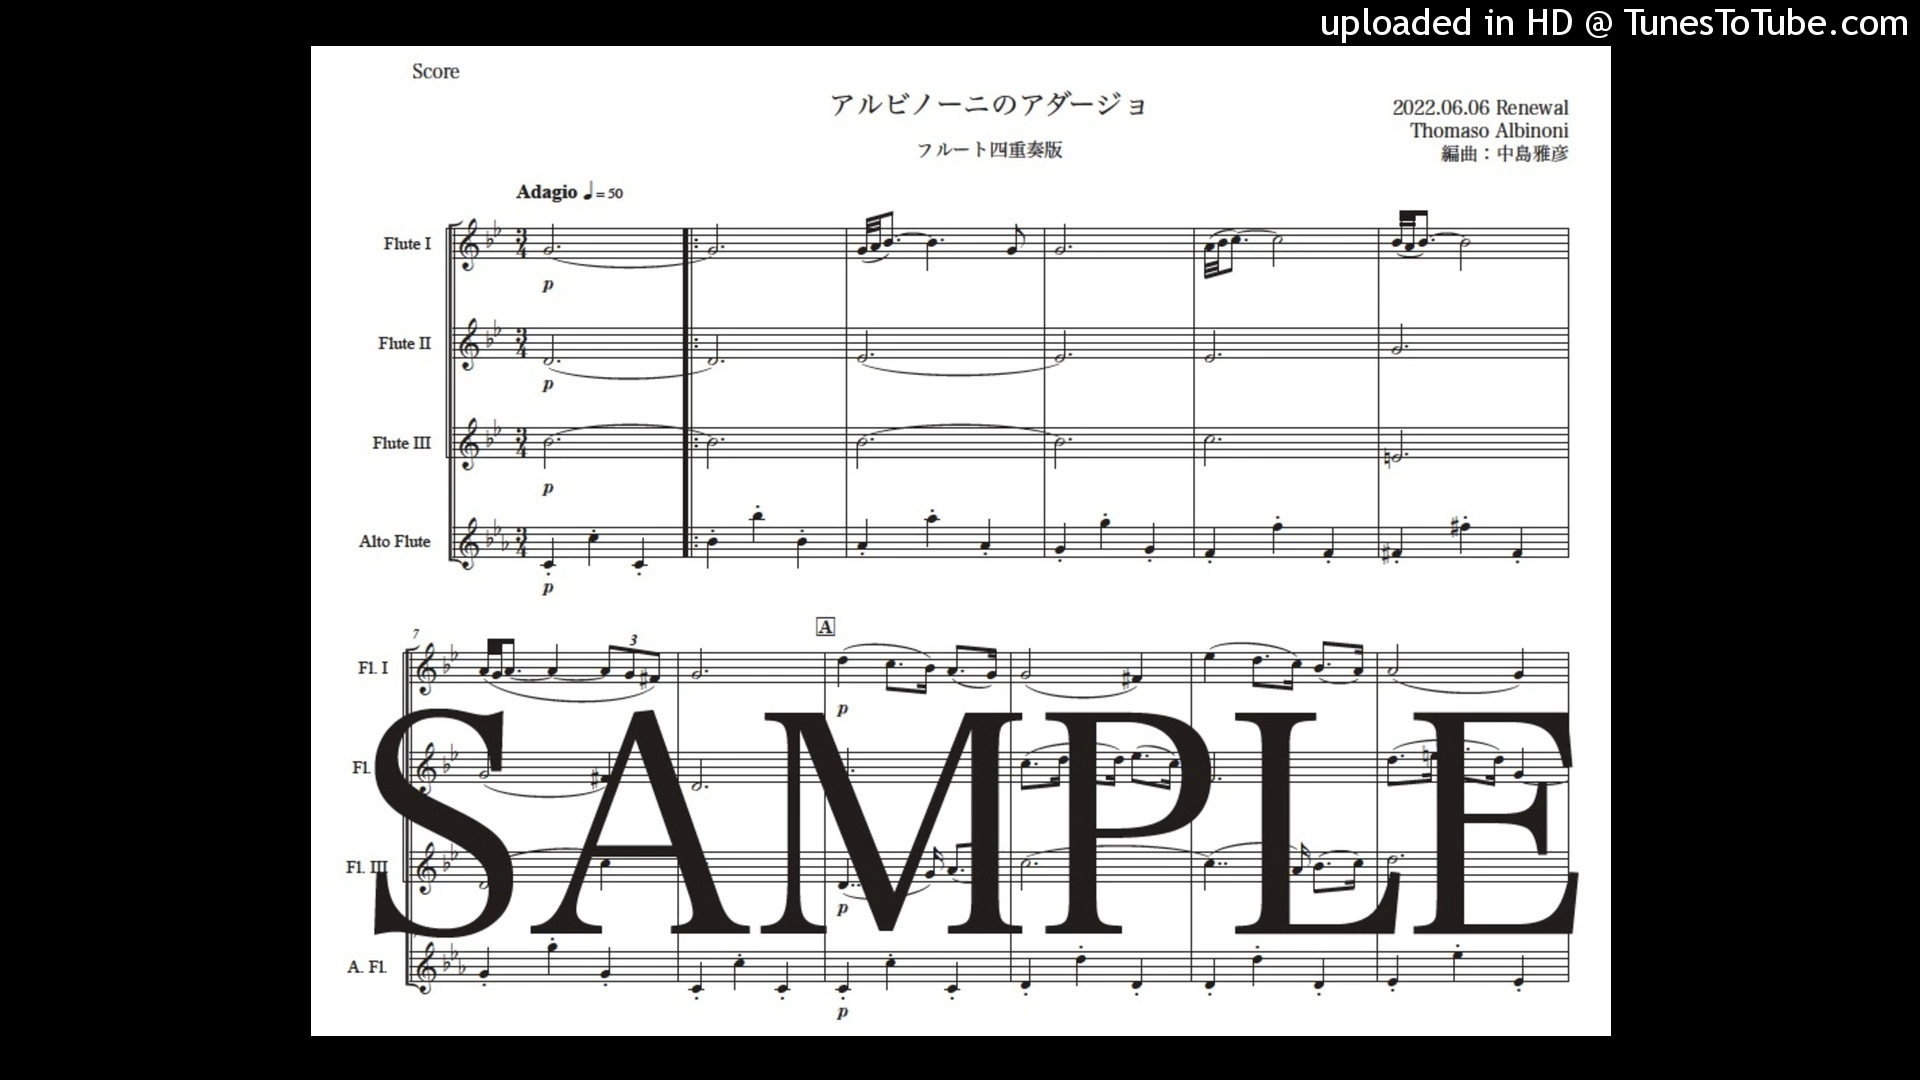 uploaded in HD @ TunesToTube.com
Score
アルビノーニのアダージョ
フルート四重奏版
2022.06.06 Renewal
Thomaso Albinoni
編曲：中島雅彦
Adagio ♩= 50
Flute I
p
Flute II
p
Flute III
p
Alto Flute
p
7
3
A
Fl. I
p
Fl.
Fl. III
p
A. Fl.
p
SAMPLE